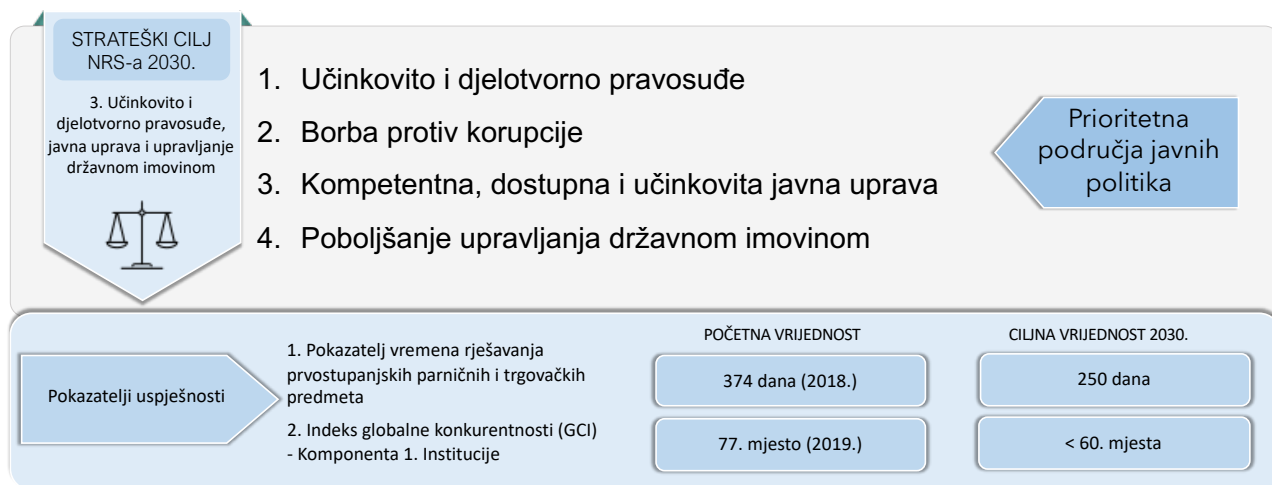 STRATEŠKI CILJ
NRS-a 2030.
3. Učinkovito i
djelotvorno pravosuđe,
javna uprava i upravljanje
državnom imovinom
1. Učinkovito i djelotvorno pravosuđe
2. Borba protiv korupcije
3. Kompetentna, dostupna i učinkovita javna uprava
4. Poboljšanje upravljanja državnom imovinom
Prioritetna
područja javnih
politika
Pokazatelji uspješnosti
1. Pokazatelj vremena rješavanja
prvostupanjskih parničnih i trgovačkih
predmeta
2. Indeks globalne konkurentnosti (GCI)
- Komponenta 1. Institucije
POČETNA VRIJEDNOST
374 dana (2018.)
77. mjesto (2019.)
CILJNA VRIJEDNOST 2030.
250 dana
< 60. mjesta